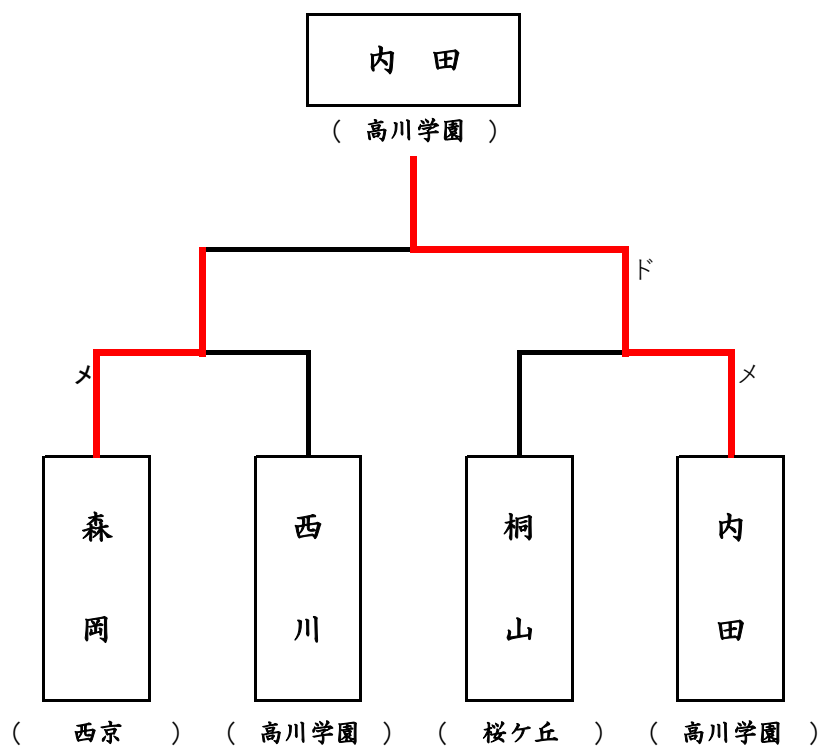 内 田
( 高川学園 )
ド
メ メ
森岡 西川 桐山 内田
( 西京 ) ( 高川学園 ) ( 桜ケ丘 ) ( 高川学園 )